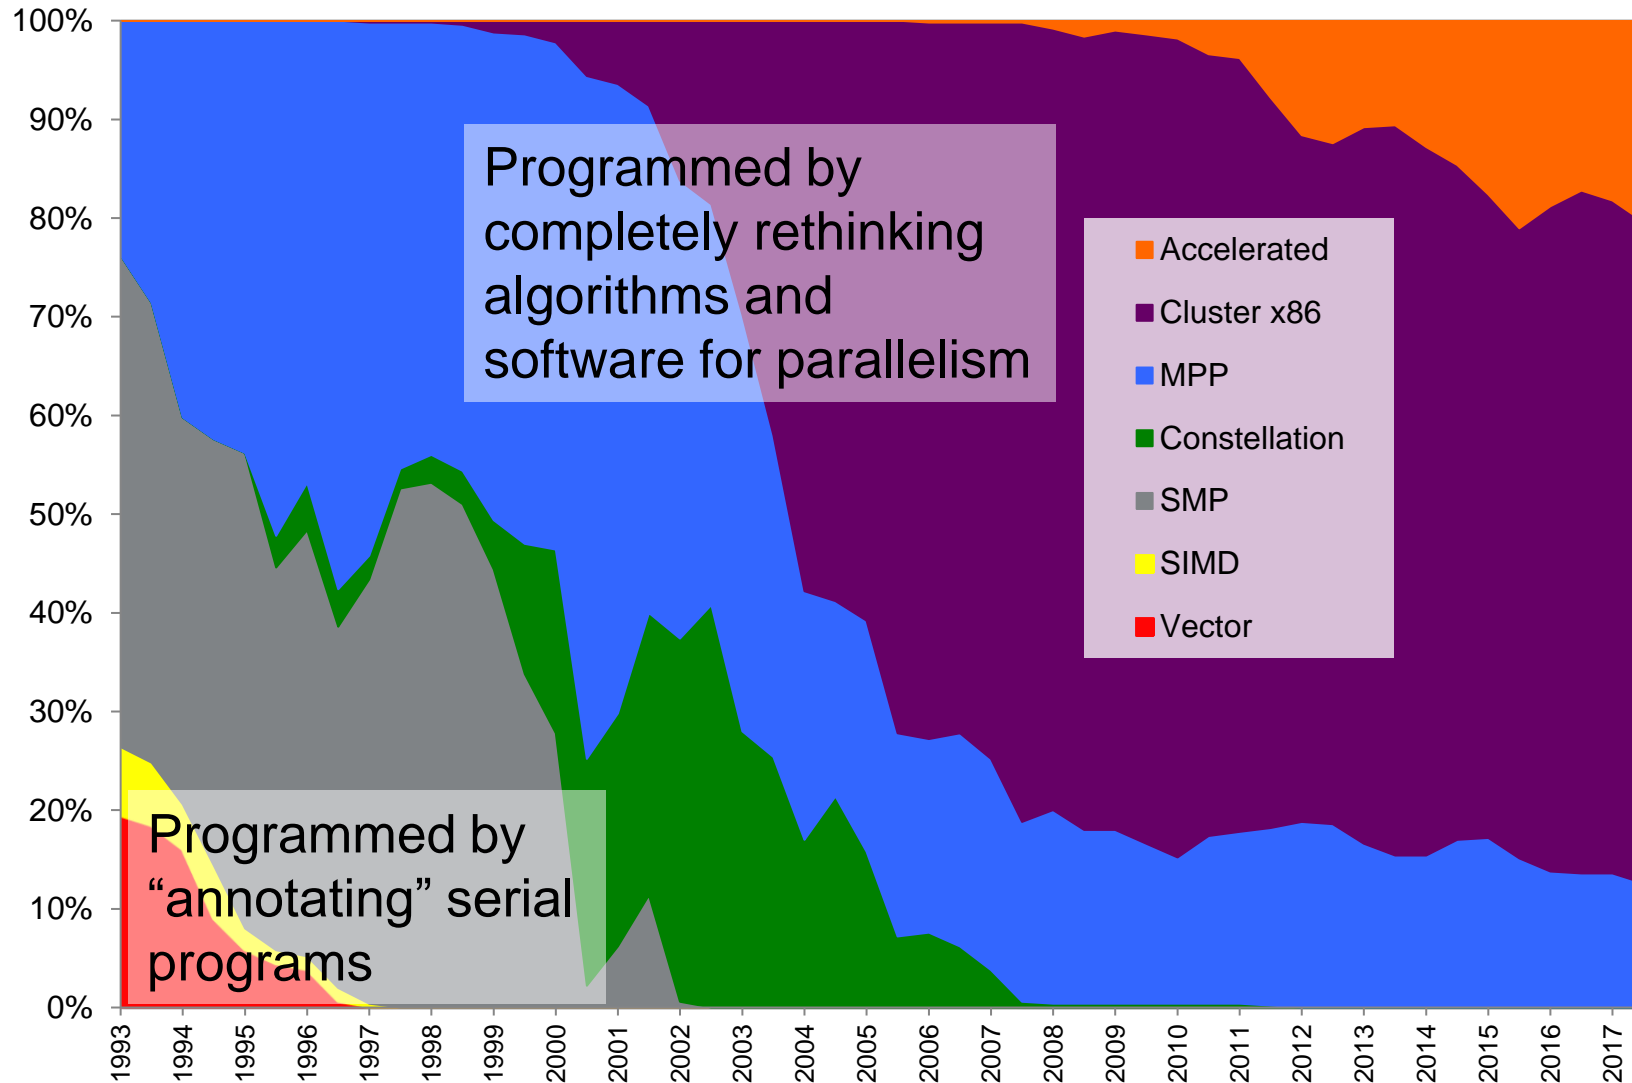 100%
90%
80%
70%
60%
50%
40%
30%
20%
10%
0%
Programmed by
completely rethinking
algorithms and
software for parallelism
Accelerated
Cluster x86
MPP
Constellation
SMP
SIMD
Vector
Programmed by
“annotating” serial
programs
1993
1994
1995
1996
1997
1998
1999
2000
2001
2002
2003
2004
2005
2006
2007
2008
2009
2010
2011
2012
2013
2014
2015
2016
2017